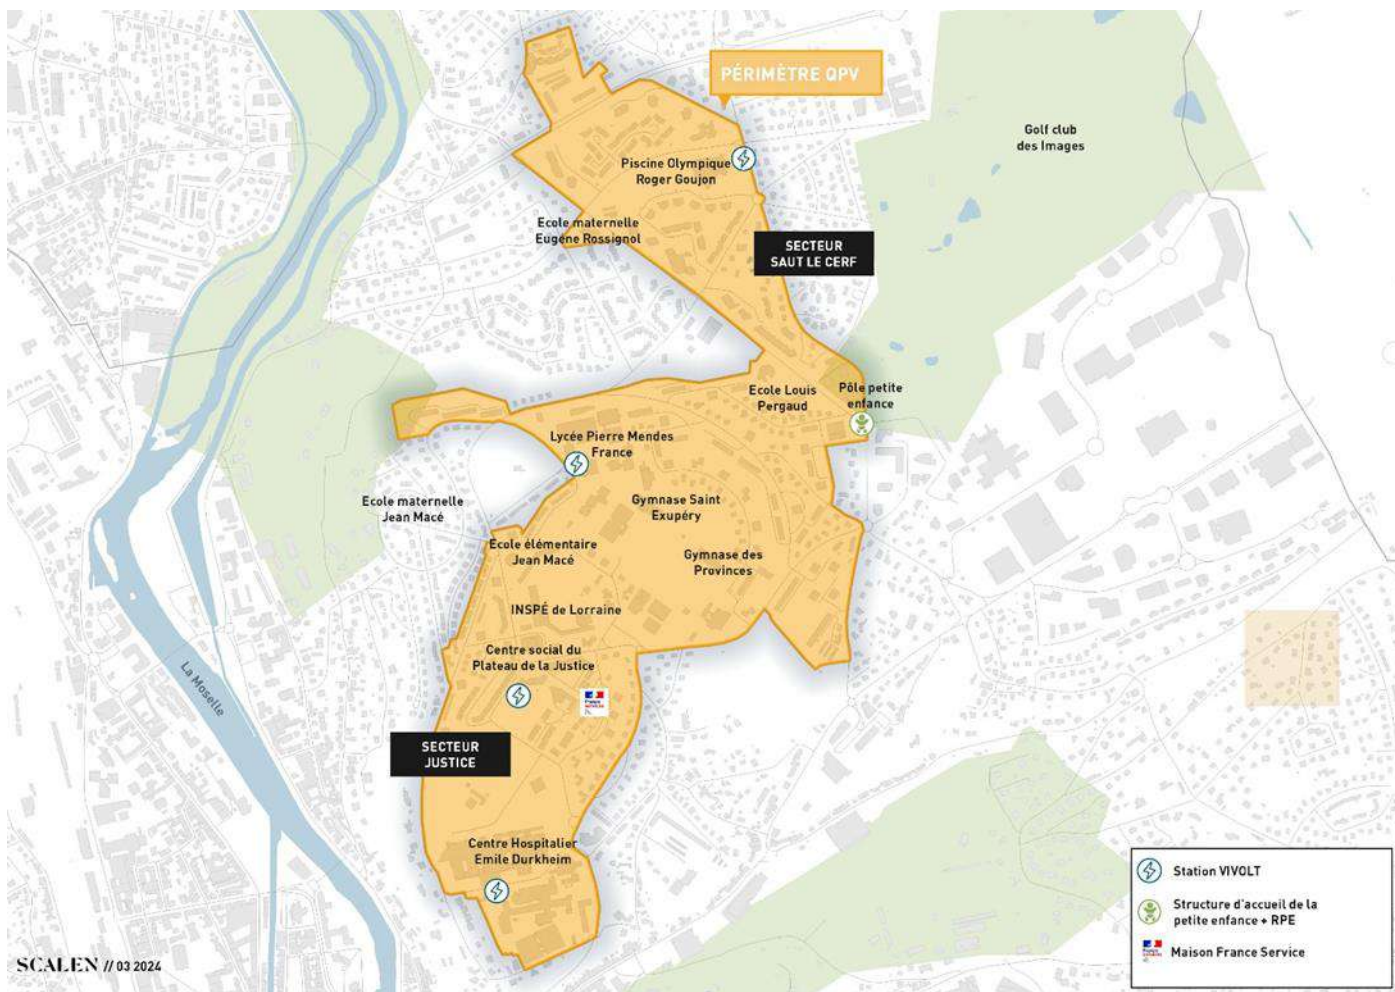 PÉRIMÈTRE QPV
Golf club
des Images
Piscine Olympique
Roger Goujon
Ecole maternelle
Eugène Rossignol
SECTEUR
SAUT LE CERF
Ecole Louis
Pergaud
Pôle petite
enfance
Lycée Pierre Mendes
France
Ecole maternelle
Jean Macé
Gymnase Saint
Exupéry
Ecole élémentaire
Jean Macé
Gymnase des
Provinces
INSPÉ de Lorraine
Centre social du
Plateau de la Justice
La Moselle
SECTEUR
JUSTICE
Centre Hospitalier
Emile Durkheim
Station VIVOLT
Structure d'accueil de la
petite enfance + RPE
Maison France Service
SCALEN // 03 2024